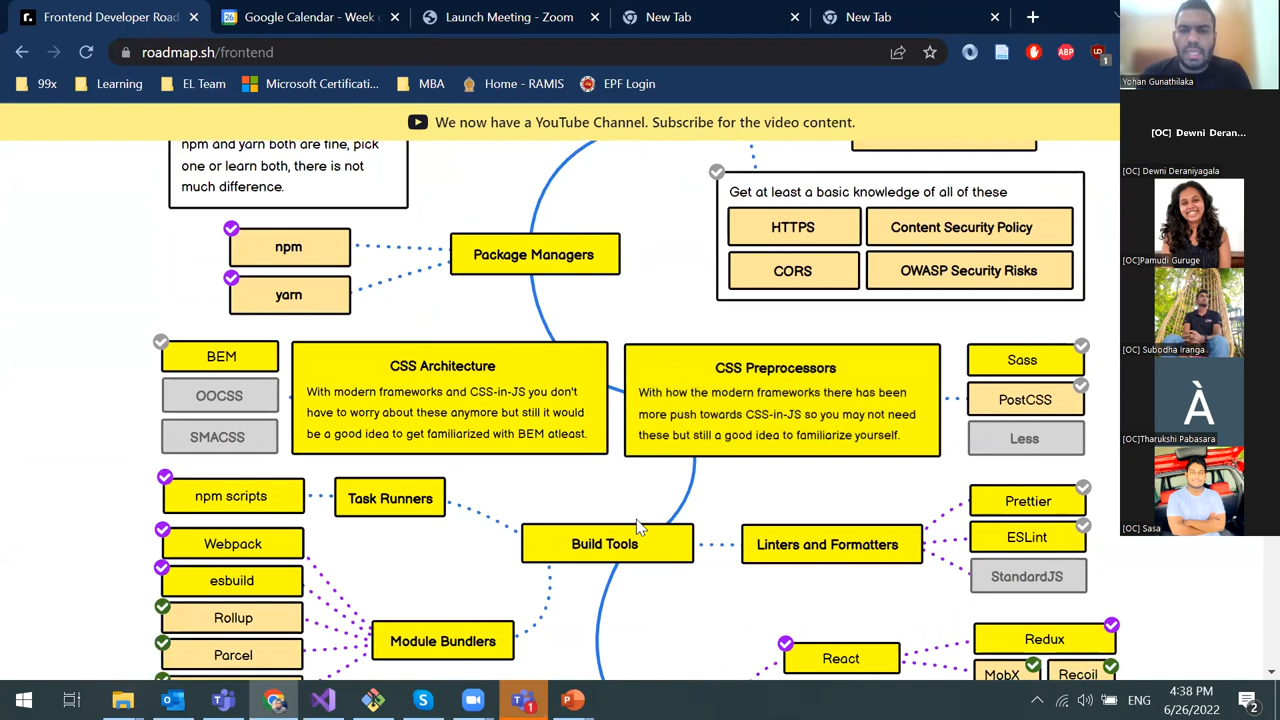 Frontend Developer Road
Google Calendar - Week o
Launch Meeting - Zoom
New Tab
New Tab
roadmap.sh/frontend
ABP
1
99x
Learning
EL Team
Microsoft Certificati...
MBA
Home - RAMIS
EPF Login
We now have a YouTube Channel. Subscribe for the video content.
npm and yarn both are fine, pick
one or learn both, there is not
much difference.
npm
yarn
Package Managers
Get at least a basic knowledge of all of these
HTTPS
Content Security Policy
CORS
OWASP Security Risks
BEM
OOCSS
SMACSS
CSS Architecture
With modern frameworks and CSS-in-JS you don't
have to worry about these anymore but still it would
be a good idea to get familiarized with BEM atleast.
CSS Preprocessors
With how the modern frameworks there has been
more push towards CSS-in-JS so you may not need
these but still a good idea to familiarize yourself.
Sass
PostCSS
Less
npm scripts
Task Runners
Webpack
esbuild
Rollup
Parcel
Build Tools
Module Bundlers
Linters and Formatters
Prettier
ESLint
StandardJS
React
Redux
MobX
Recoil
Yohan Gunathilaka
[OC] Dewni Deran...
[OC] Dewni Deraniyagala
[OC]Pamudi Guruge
[OC] Subodha Iranga
À
[OC]Tharukshi Pabasara
[OC] Sasa
1
ENG
4:38 PM
6/26/2022
2